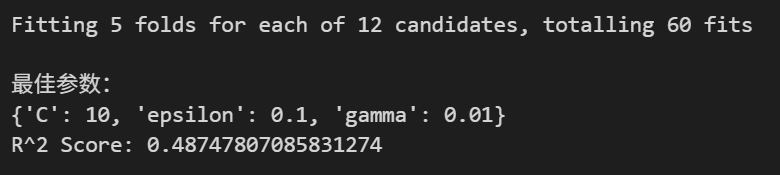 Fitting 5 folds for each of 12 candidates, totalling 60 fits
最佳参数：
{'C': 10, 'epsilon': 0.1, 'gamma': 0.01}
R^2 Score: 0.48747807085831274